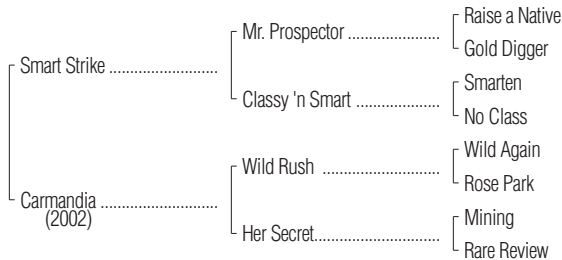 Raise a Native
Mr. Prospector ....................
Gold Digger
Smart Strike ........................
Smarten
Classy 'n Smart ..................
No Class
Wild Again
Wild Rush .........................
Rose Park
Carmandia ..........................
(2002)
Mining
Her Secret...........................
Rare Review